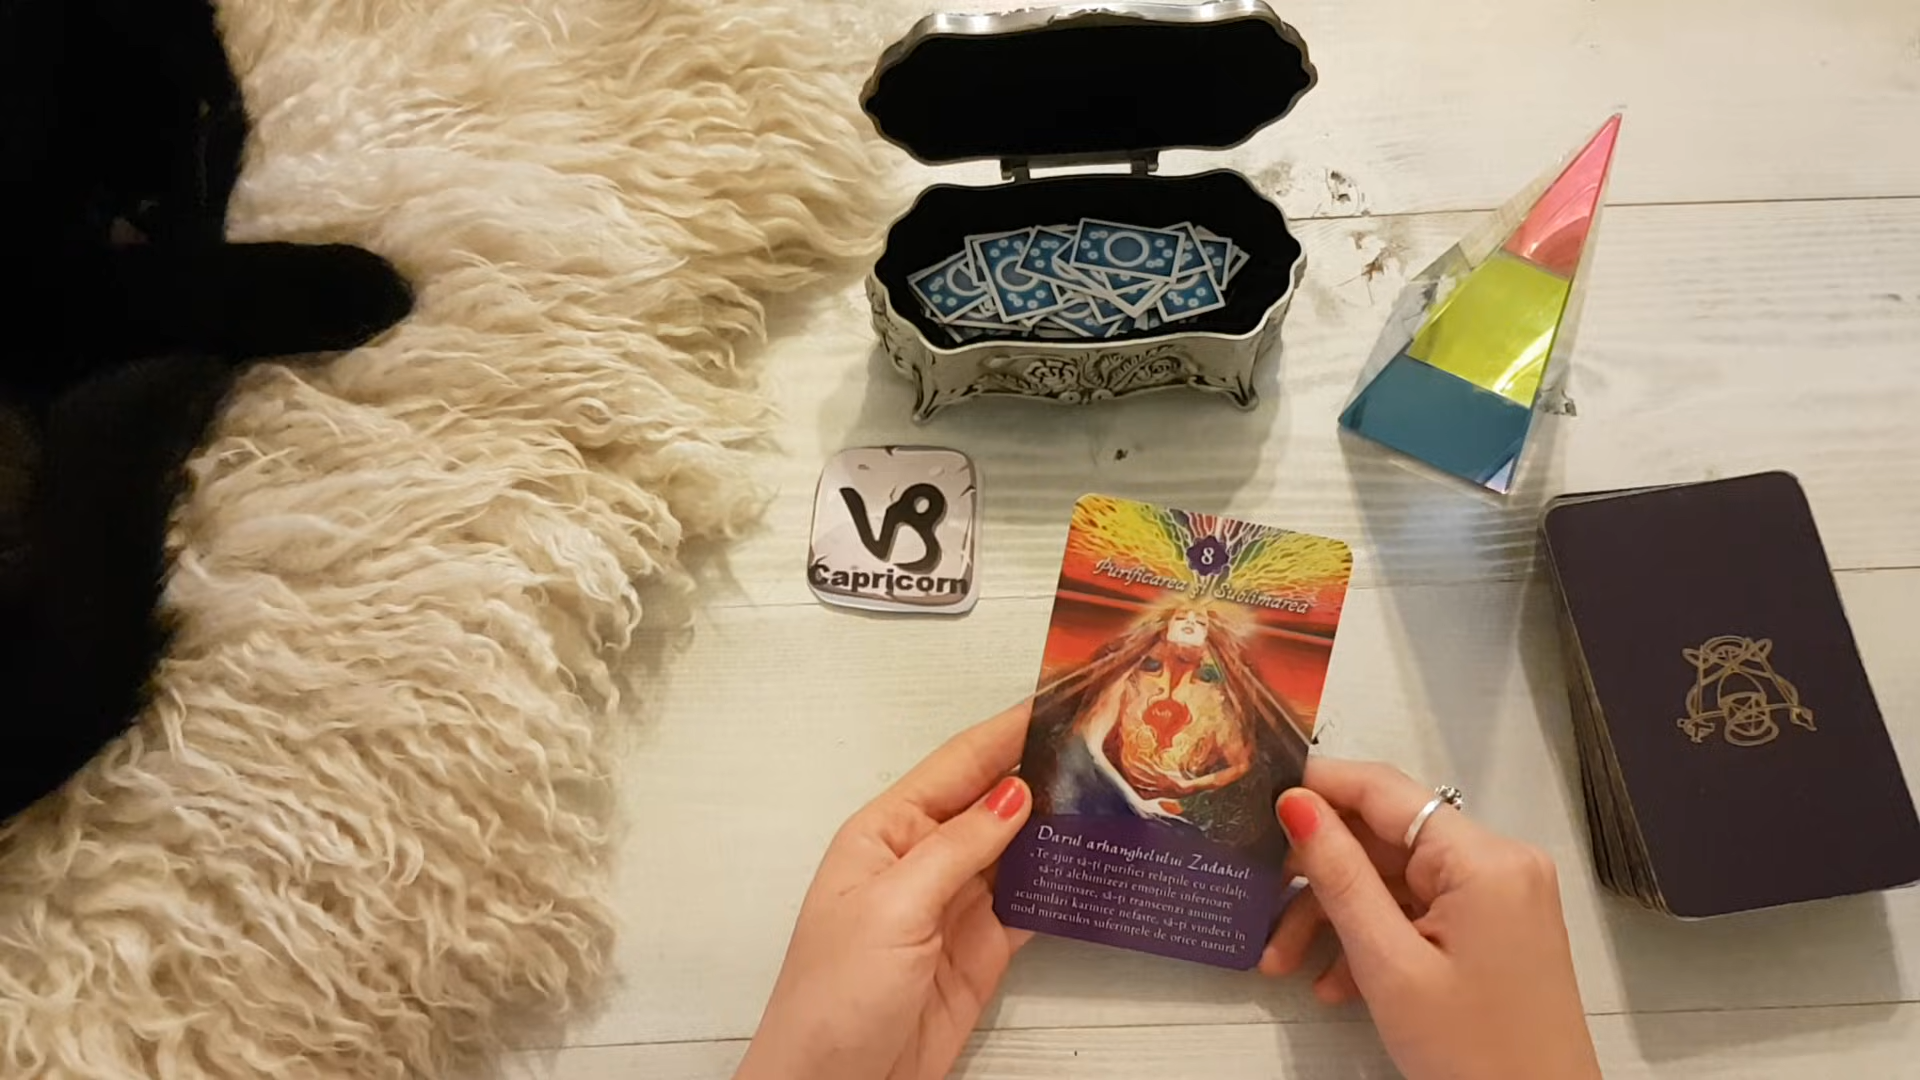 Capricorn
8
Purificarea și Sublimarea
Darul arhanghelului Zadakiel
„Te ajut să-ți purifici relațiile cu ceilalți,
să-ți alchimizezi emoțiile inferioare
chinuitoare, să-ți transcenzi anumite
acumulări karmice nefaste, să-ți vindeci în
mod miraculos suferințele de orice natură.”